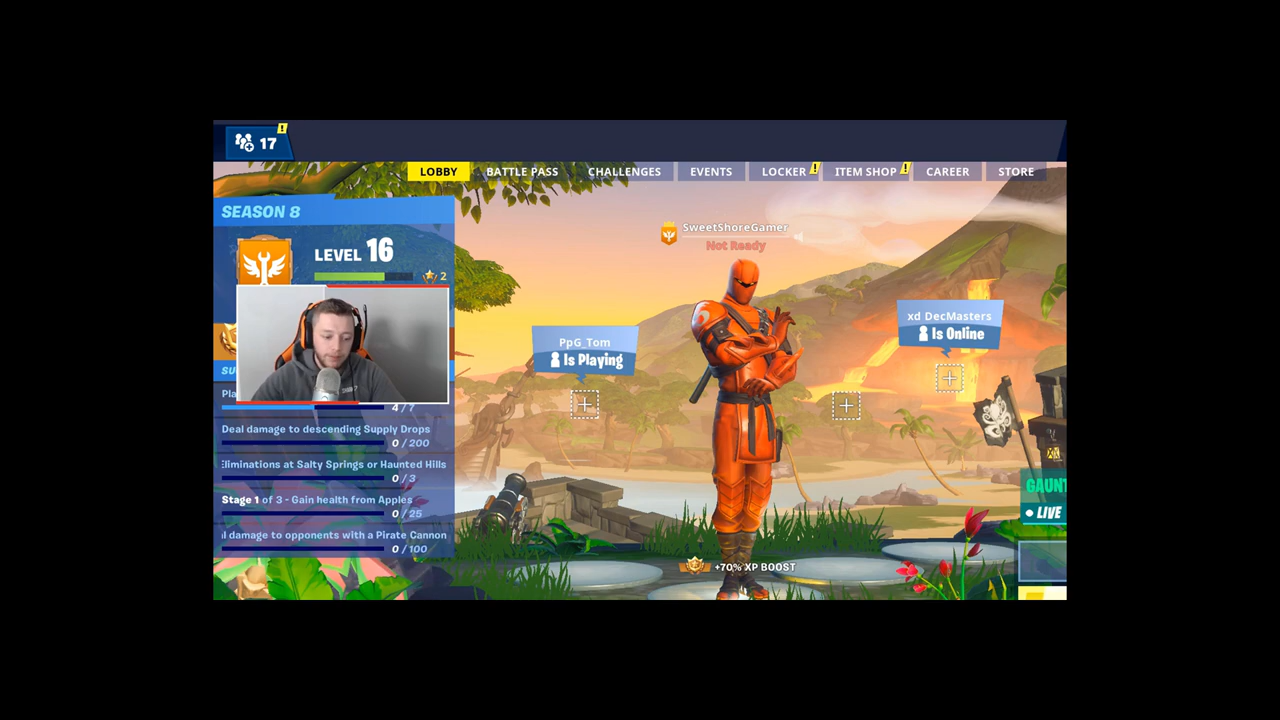 17
LOBBY
BATTLE PASS
CHALLENGES
EVENTS
LOCKER
ITEM SHOP
CAREER
STORE
SEASON 8
LEVEL 16
2
SweetShoreGamer
Not Ready
PpG_Tom
Is Playing
xd DecMasters
Is Online
4 / 7
Deal damage to descending Supply Drops
0 / 200
Eliminations at Salty Springs or Haunted Hills
0 / 3
Stage 1 of 3 - Gain health from Apples
0 / 25
l damage to opponents with a Pirate Cannon
0 / 100
GAUNT
LIVE
+70% XP BOOST